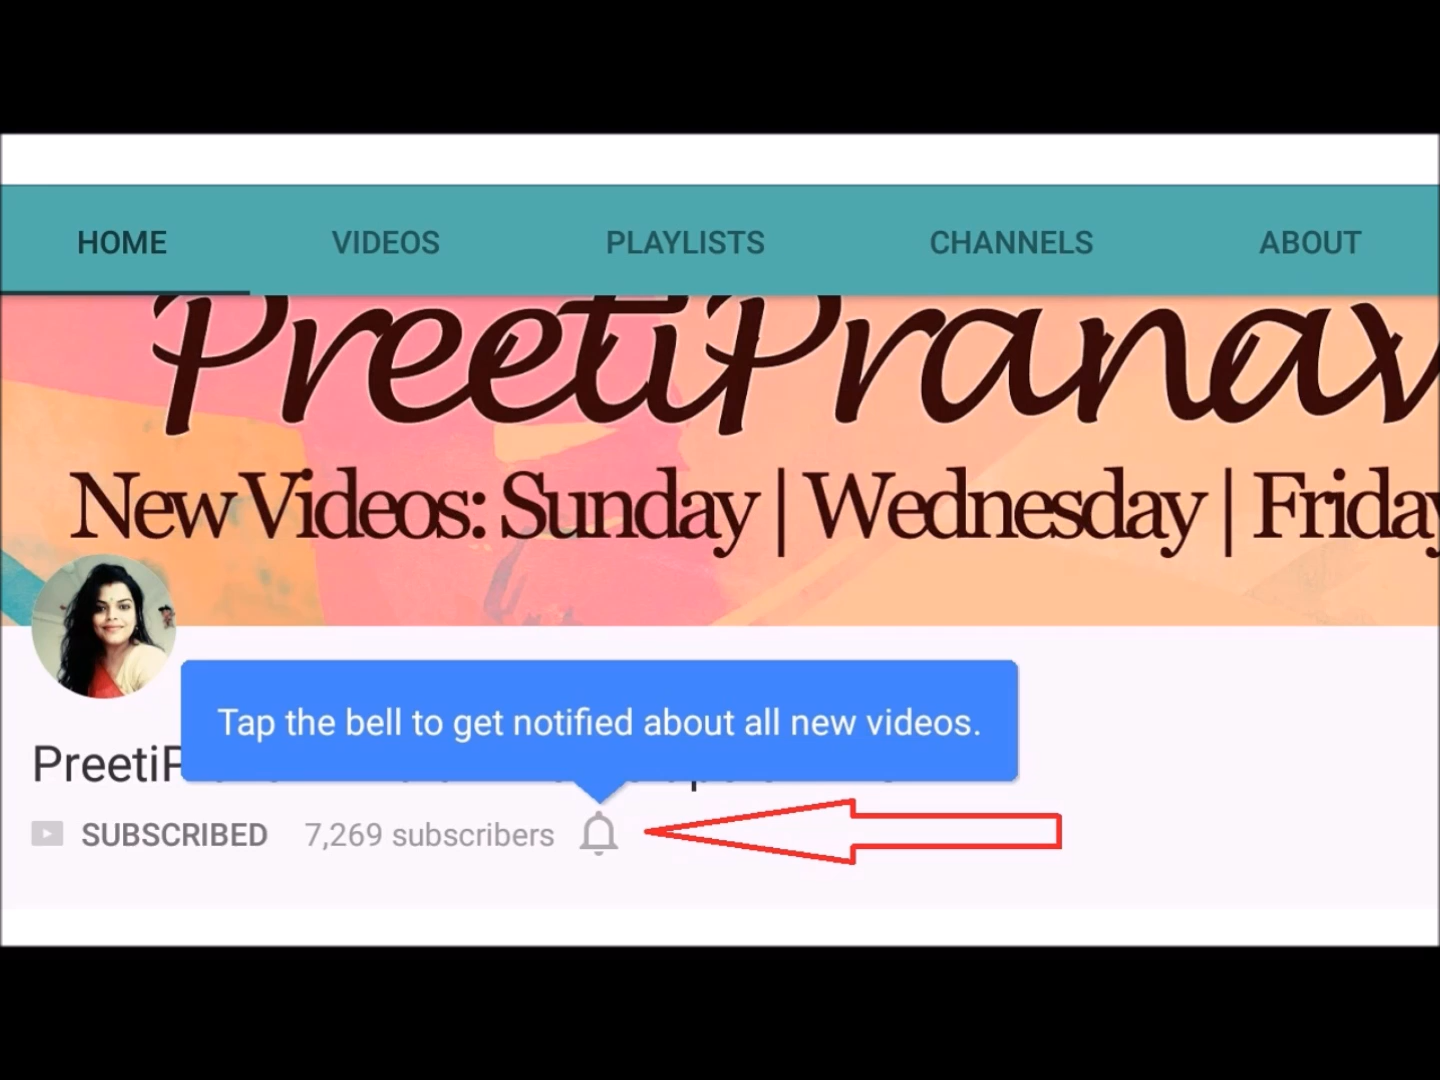 HOME VIDEOS PLAYLISTS CHANNELS ABOUT
PreetiPranav
New Videos: Sunday | Wednesday | Friday
Tap the bell to get notified about all new videos.
SUBSCRIBED 7,269 subscribers